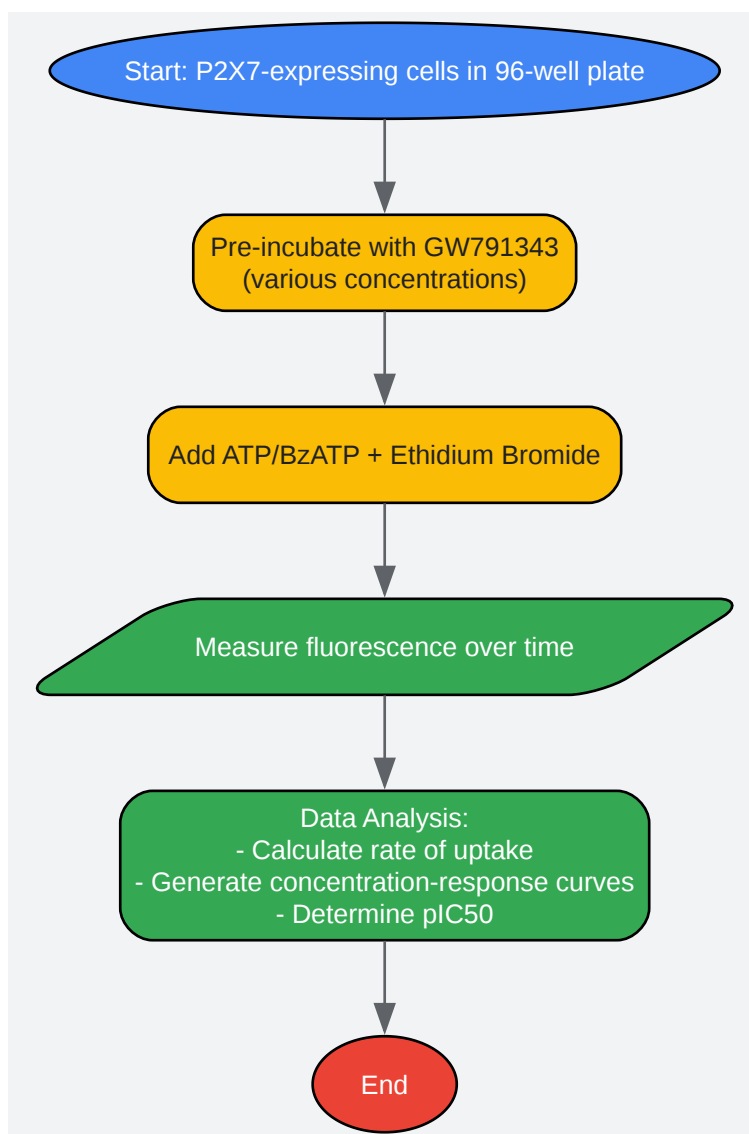 Start: P2X7-expressing cells in 96-well plate
Pre-incubate with GW791343
(various concentrations)
Add ATP/BzATP + Ethidium Bromide
Measure fluorescence over time
Data Analysis:
- Calculate rate of uptake
- Generate concentration-response curves
- Determine pIC50
End